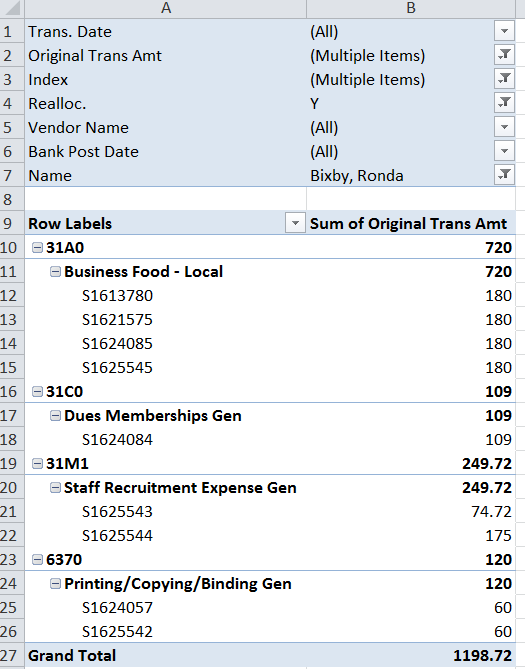 A B
1 Trans. Date (All)
2 Original Trans Amt (Multiple Items)
3 Index (Multiple Items)
4 Realloc. Y
5 Vendor Name (All)
6 Bank Post Date (All)
7 Name Bixby, Ronda
8
9 Row Labels Sum of Original Trans Amt
10 31A0 720
11 Business Food - Local 720
12 S1613780 180
13 S1621575 180
14 S1624085 180
15 S1625545 180
16 31C0 109
17 Dues Memberships Gen 109
18 S1624084 109
19 31M1 249.72
20 Staff Recruitment Expense Gen 249.72
21 S1625543 74.72
22 S1625544 175
23 6370 120
24 Printing/Copying/Binding Gen 120
25 S1624057 60
26 S1625542 60
27 Grand Total 1198.72